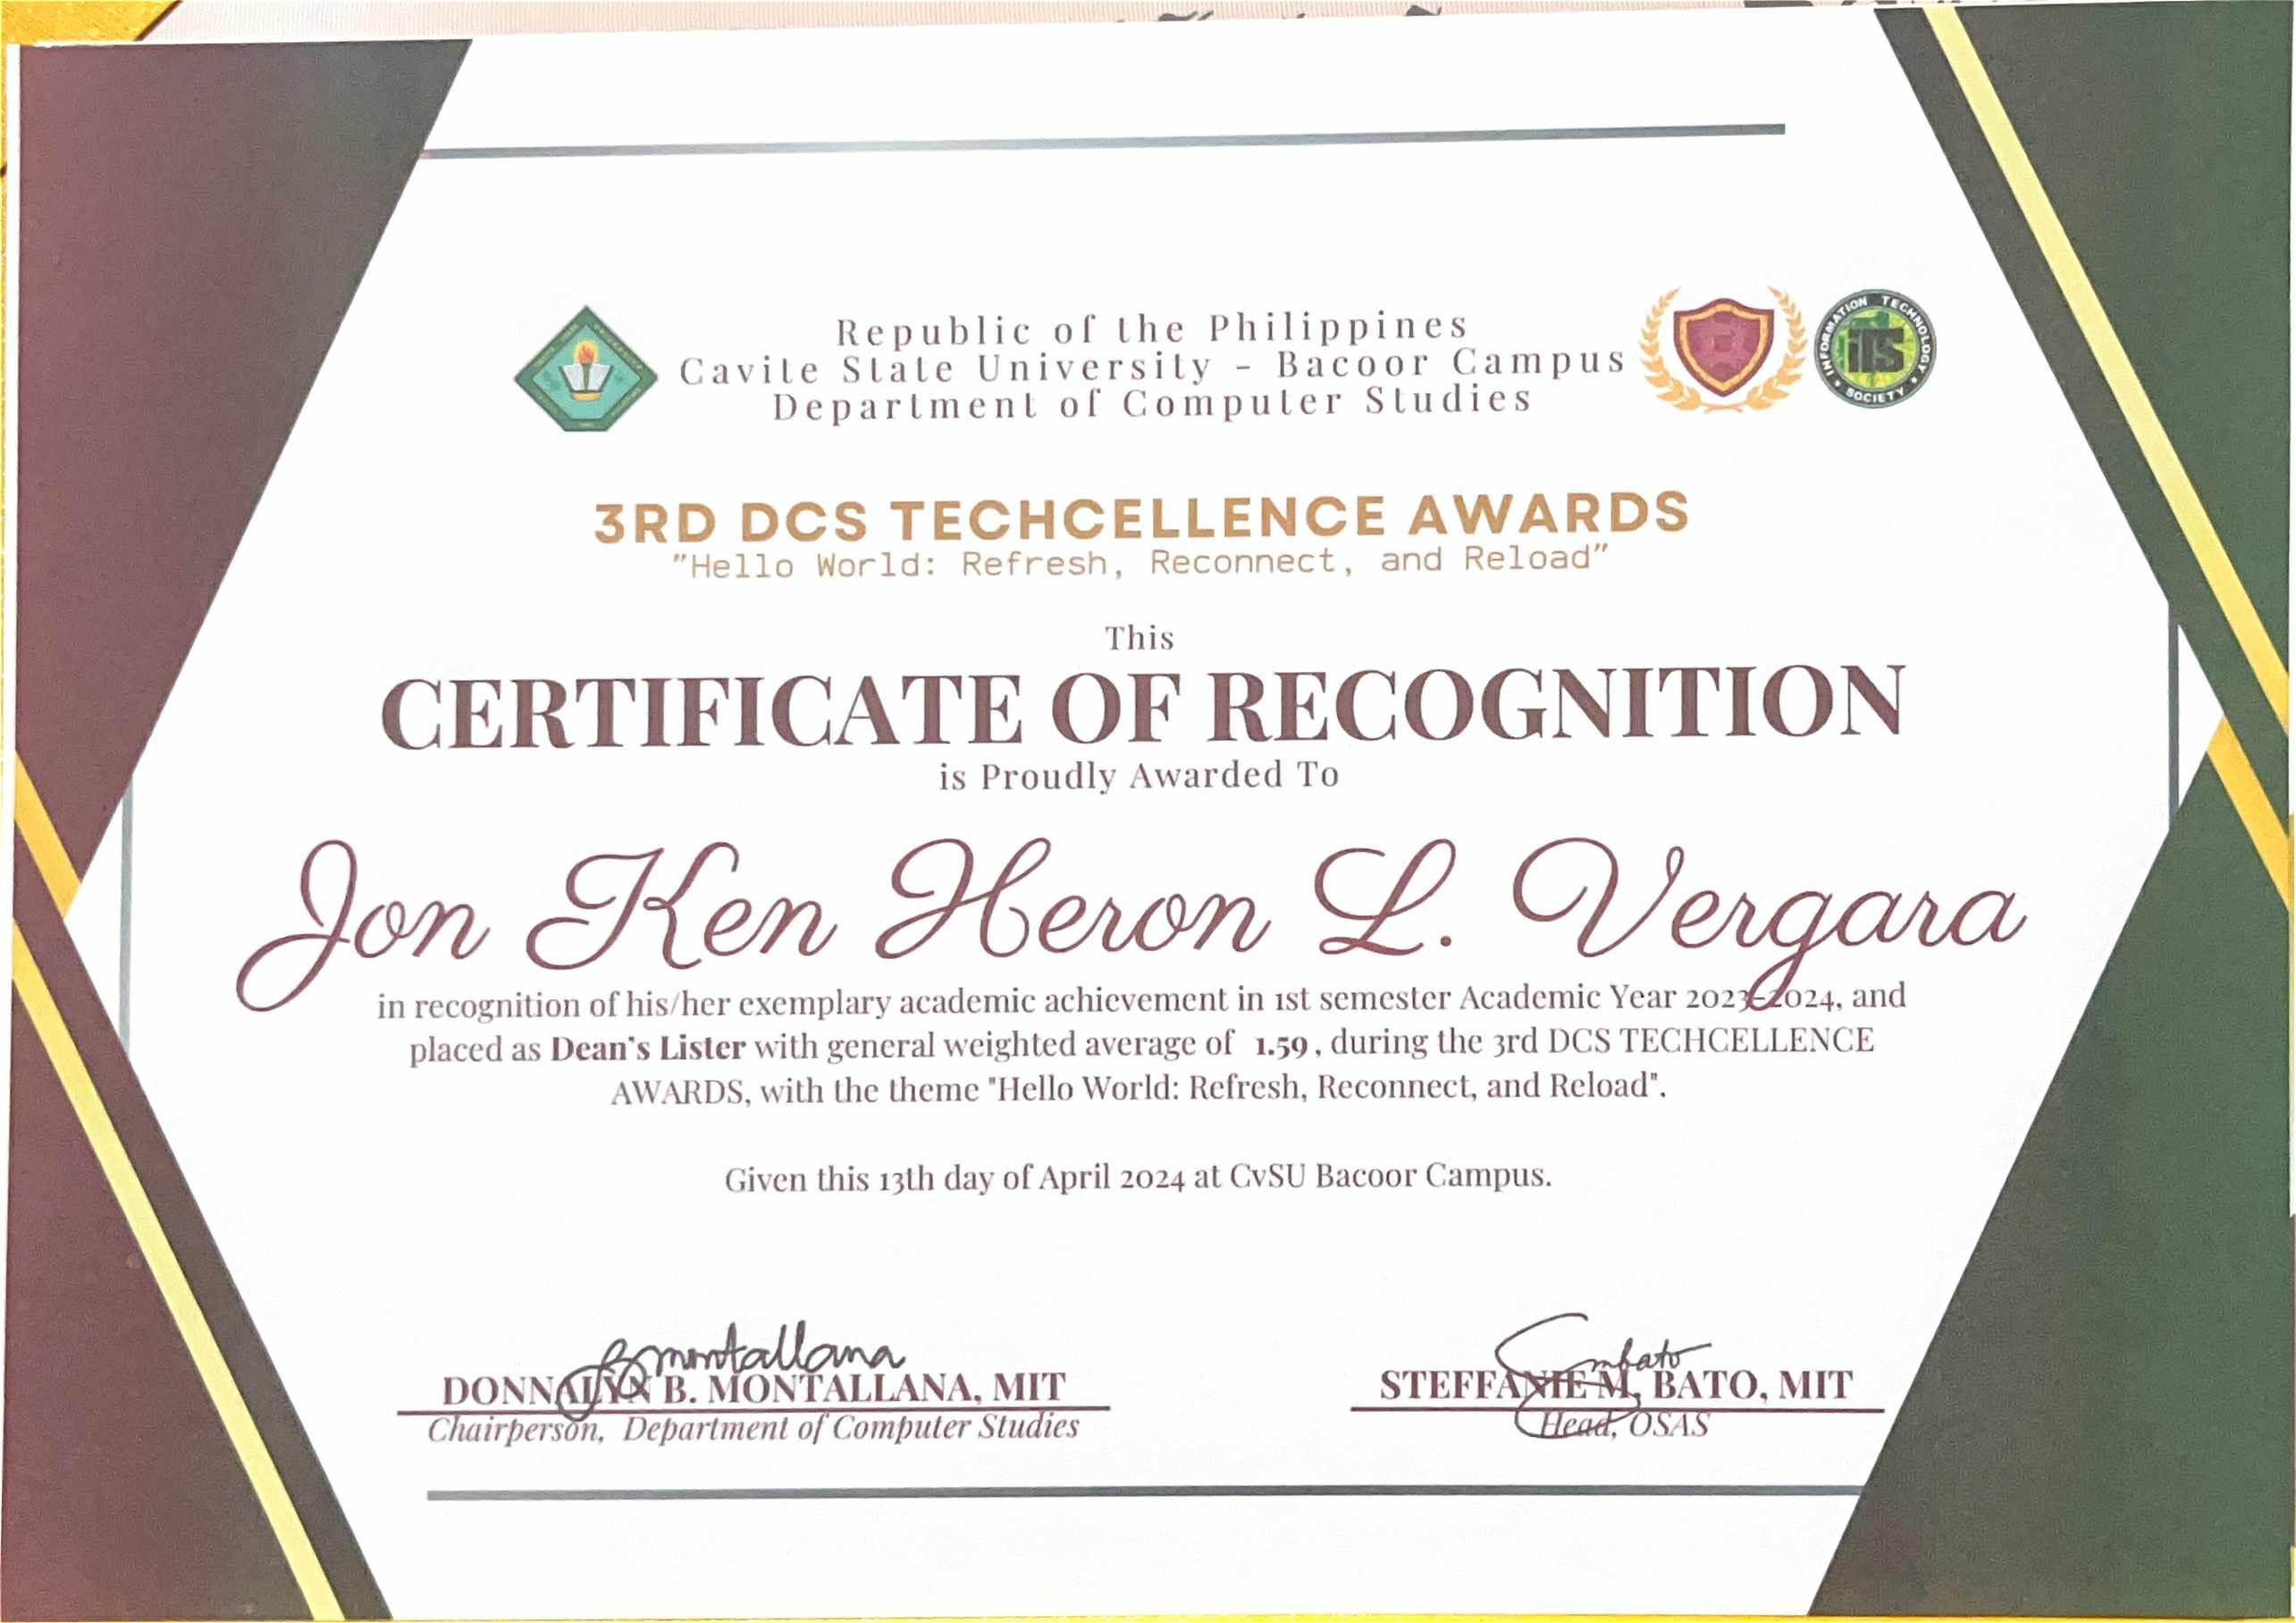 Republic of the Philippines
Cavite State University - Bacoor Campus
Department of Computer Studies
INFORMATION TECHNOLOGY
iTS
SOCIETY
3RD DCS TECHCELLENCE AWARDS
"Hello World: Refresh, Reconnect, and Reload"
This
CERTIFICATE OF RECOGNITION
is Proudly Awarded To
Jon Ken Heron L. Vergara
in recognition of his/her exemplary academic achievement in 1st semester Academic Year 2023-2024, and
placed as Dean's Lister with general weighted average of 1.59, during the 3rd DCS TECHCELLENCE
AWARDS, with the theme "Hello World: Refresh, Reconnect, and Reload".
Given this 13th day of April 2024 at CvSU Bacoor Campus.
DONNALYN B. MONTALLANA, MIT
Chairperson, Department of Computer Studies
STEFFANIE M. BATO, MIT
Head, OSAS